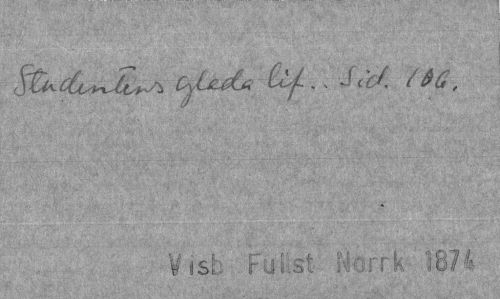 Studentens glada lif.. Sid. 106.
Visb Fullst Norrk 1874